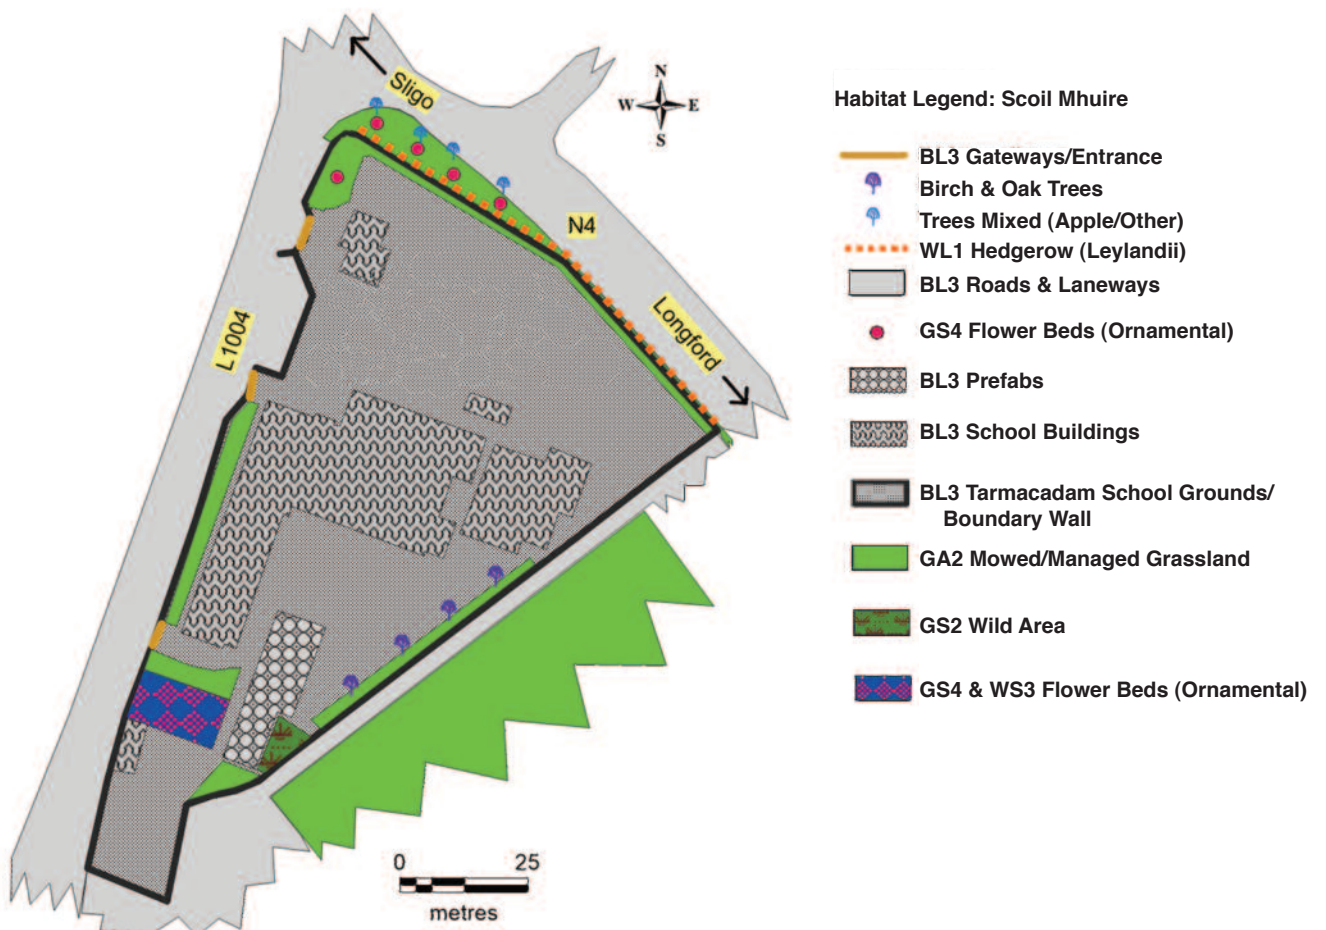 Sligo
N
W E
S
N4
L1004
Longford
0 25
metres
Habitat Legend: Scoil Mhuire
BL3 Gateways/Entrance
Birch & Oak Trees
Trees Mixed (Apple/Other)
WL1 Hedgerow (Leylandii)
BL3 Roads & Laneways
GS4 Flower Beds (Ornamental)
BL3 Prefabs
BL3 School Buildings
BL3 Tarmacadam School Grounds/
Boundary Wall
GA2 Mowed/Managed Grassland
GS2 Wild Area
GS4 & WS3 Flower Beds (Ornamental)